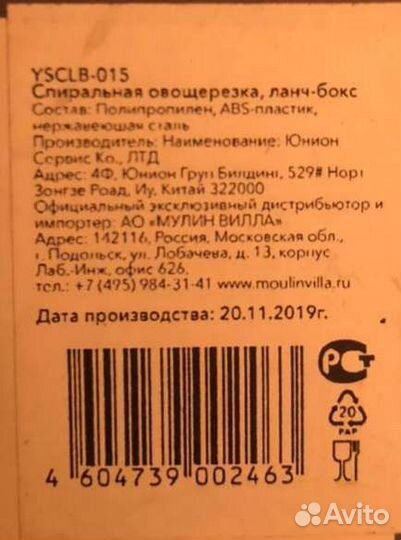 YSCLB-015
Спиральная овощерезка, ланч-бокс
Состав: Полипропилен, ABS-пластик,
нержавеющая сталь
Производитель: Наименование: Юнион
Сервис Ко., ЛТД
Адрес: 4Ф, Юнион Груп Билдинг, 529# Норт
Зонгзе Роад, Иу, Китай 322000
Официальный эксклюзивный дистрибьютор и
импортер: АО «МУЛИН ВИЛЛА»
Адрес: 142116, Россия, Московская обл.,
г. Подольск, ул. Лобачева, д. 13, корпус
Лаб.-Инж, офис 626.
тел.: +7 (495) 984-31-41 www.moulinvilla.ru
Дата производства: 20.11.2019г.
РСТ
20
PAP
4 604739 002463
Avito